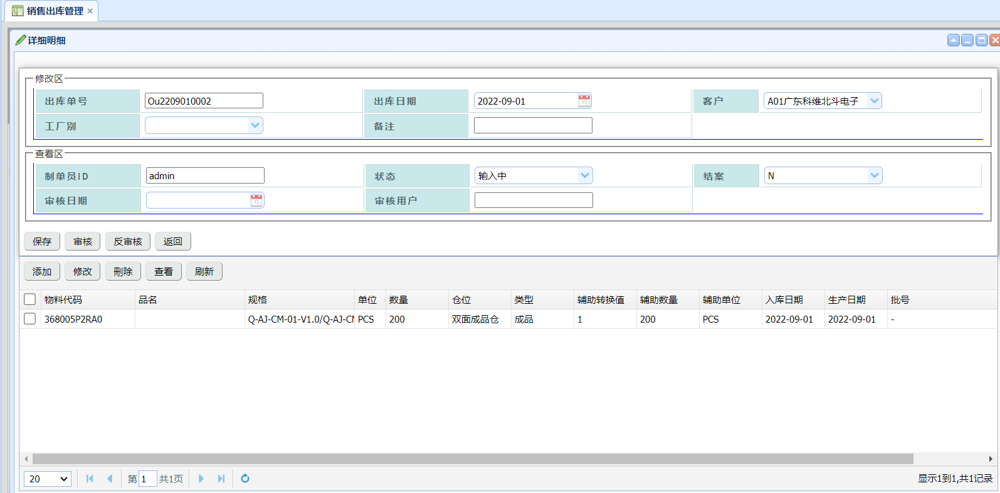 销售出库管理
详细明细
修改区
出库单号 Ou2209010002 出库日期 2022-09-01 客户 A01广东科维北斗电子
工厂别 备注
查看区
制单员ID admin 状态 输入中 结案 N
审核日期 审核用户
保存 审核 反审核 返回
添加 修改 刪除 查看 刷新
物料代码 品名 规格 单位 数量 仓位 类型 辅助转换值 辅助数量 辅助单位 入库日期 生产日期 批号
368005P2RA0 Q-AJ-CM-01-V1.0/Q-AJ-CM PCS 200 双面成品仓 成品 1 200 PCS 2022-09-01 2022-09-01 -
20 第 1 共1页 显示1到1,共1记录